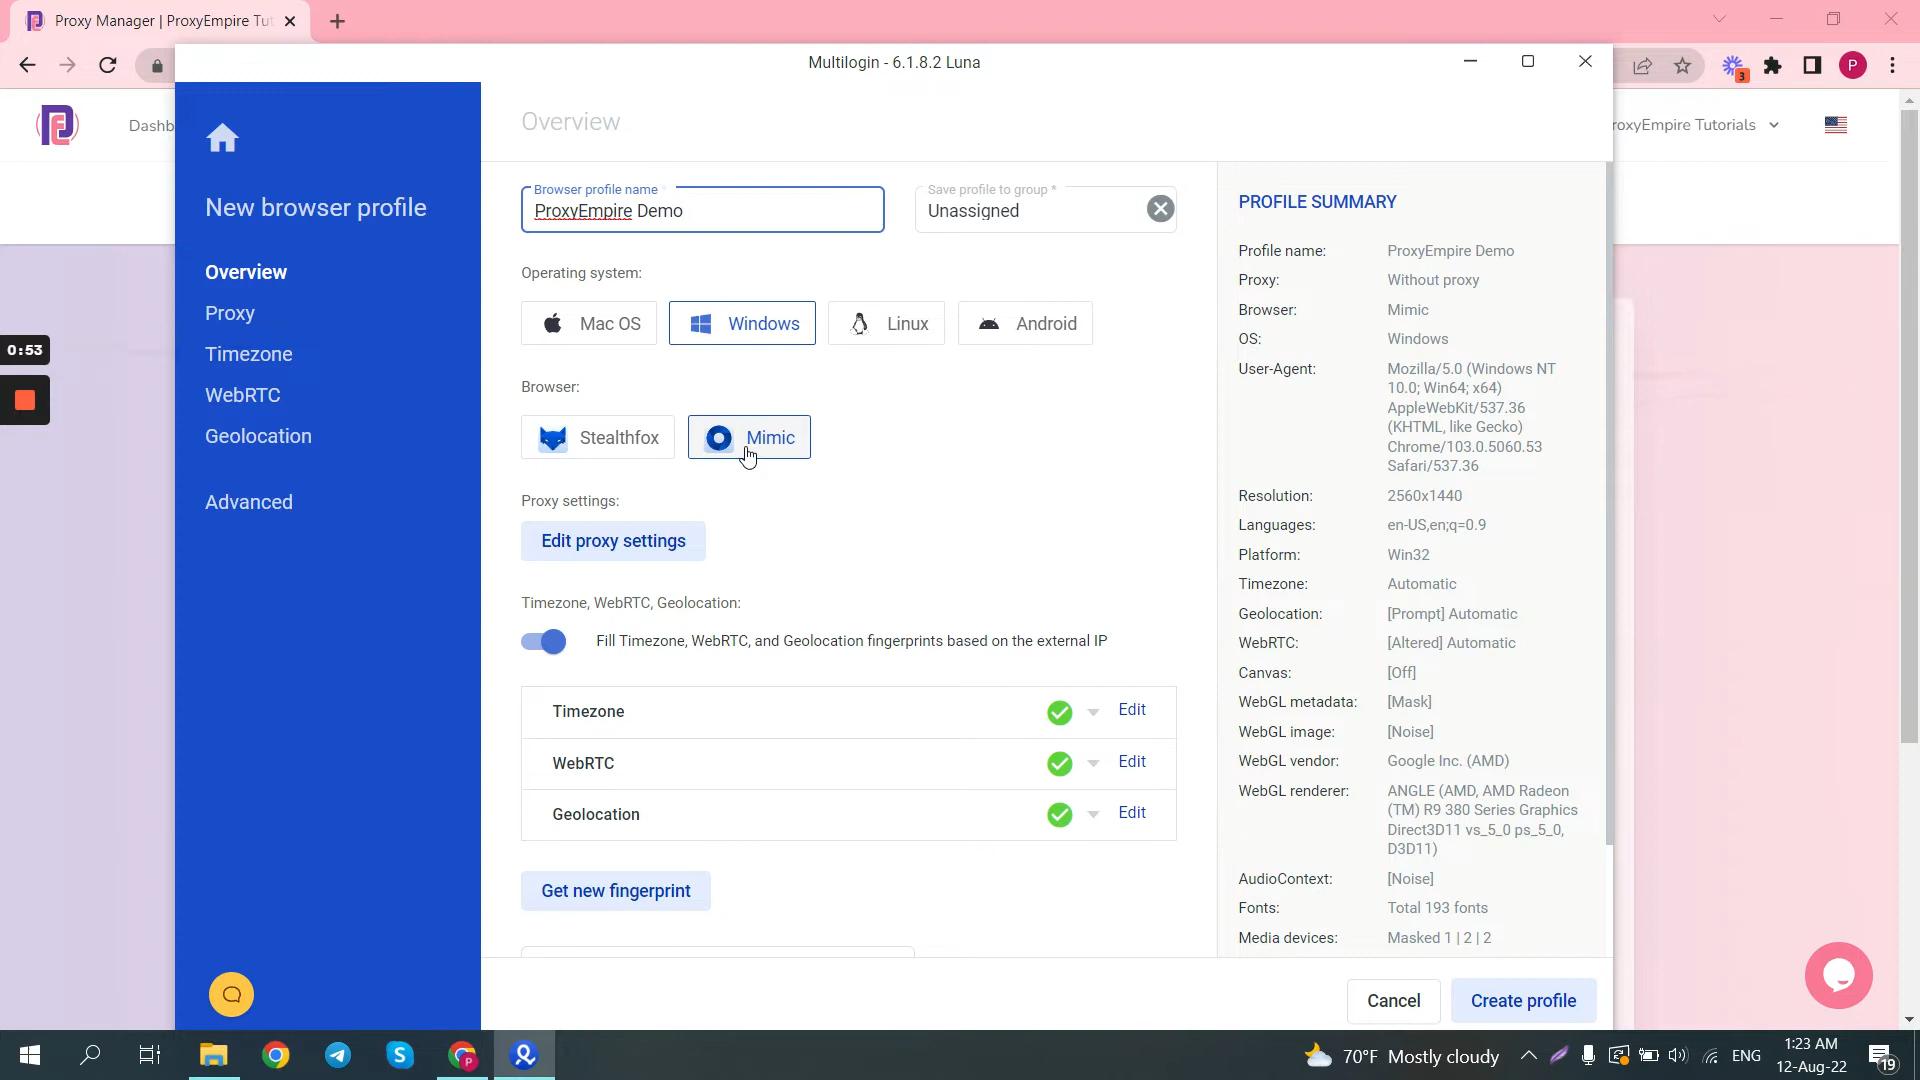 Proxy Manager | ProxyEmpire Tut
Multilogin - 6.1.8.2 Luna
3
P
Dashb
roxyEmpire Tutorials
New browser profile
Overview
Proxy
Timezone
WebRTC
Geolocation
Advanced
0:53
Overview
Browser profile name *
ProxyEmpire Demo
Save profile to group *
Unassigned
Operating system:
Mac OS
Windows
Linux
Android
Browser:
Stealthfox
Mimic
Proxy settings:
Edit proxy settings
Timezone, WebRTC, Geolocation:
Fill Timezone, WebRTC, and Geolocation fingerprints based on the external IP
Timezone
Edit
WebRTC
Edit
Geolocation
Edit
Get new fingerprint
PROFILE SUMMARY
Profile name: ProxyEmpire Demo
Proxy: Without proxy
Browser: Mimic
OS: Windows
User-Agent: Mozilla/5.0 (Windows NT
10.0; Win64; x64)
AppleWebKit/537.36
(KHTML, like Gecko)
Chrome/103.0.5060.53
Safari/537.36
Resolution: 2560x1440
Languages: en-US,en;q=0.9
Platform: Win32
Timezone: Automatic
Geolocation: [Prompt] Automatic
WebRTC: [Altered] Automatic
Canvas: [Off]
WebGL metadata: [Mask]
WebGL image: [Noise]
WebGL vendor: Google Inc. (AMD)
WebGL renderer: ANGLE (AMD, AMD Radeon
(TM) R9 380 Series Graphics
Direct3D11 vs_5_0 ps_5_0,
D3D11)
AudioContext: [Noise]
Fonts: Total 193 fonts
Media devices: Masked 1 | 2 | 2
Cancel
Create profile
70°F Mostly cloudy
ENG
1:23 AM
12-Aug-22
19